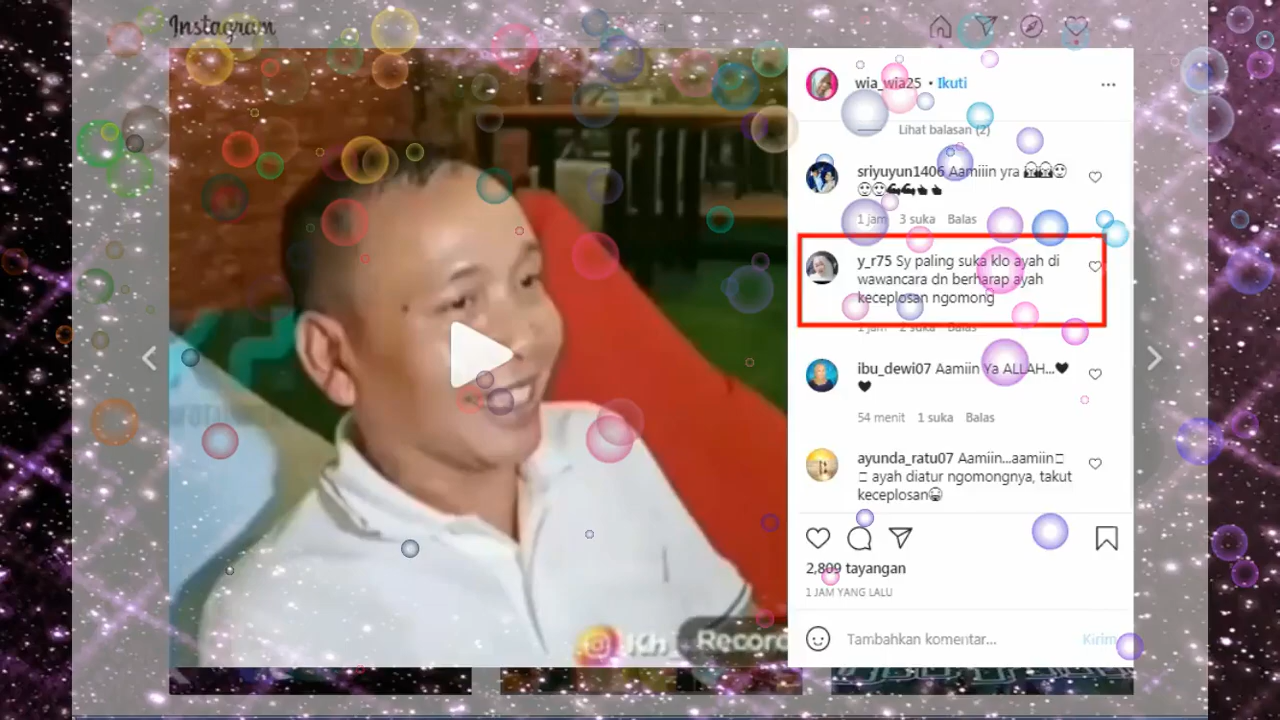 Instagram
wia_wia25 • Ikuti
Lihat balasan (2)
sriyuyun1406 Aamiiin yra
1 jam 3 suka Balas
y_r75 Sy paling suka klo ayah di
wawancara dn berharap ayah
keceplosan ngomong
1 jam 2 suka Balas
ibu_dewi07 Aamiin Ya ALLAH...🖤
🖤
54 menit 1 suka Balas
ayunda_ratu07 Aamiin...aamiin
ayah diatur ngomongnya, takut
keceplosan😂
2,809 tayangan
1 JAM YANG LALU
Tambahkan komentar... Kirim
Kh
Record